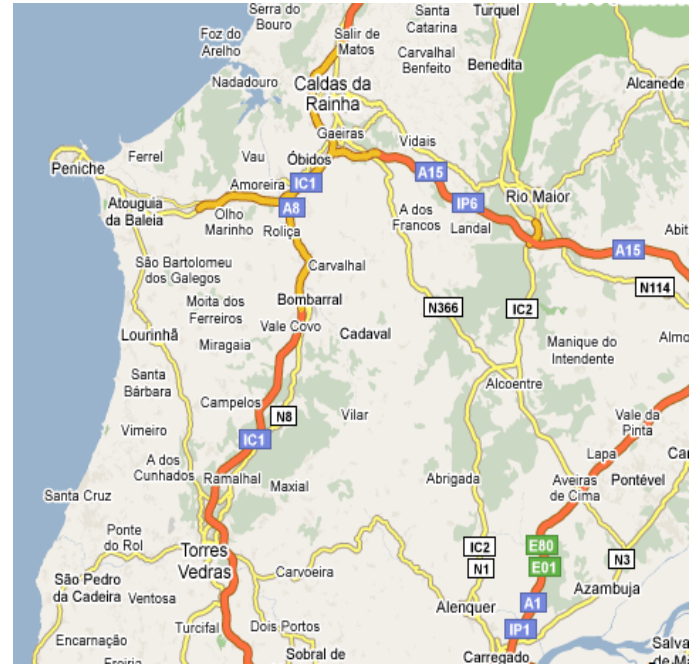 Serra do
Bouro
Santa
Catarina
Turquel
Foz do
Arelho
Salir de
Matos
Carvalhal
Benfeito
Benedita
Nadadouro
Caldas da
Rainha
Alcanede
Gaeiras
Vidais
Peniche
Ferrel
Vau
Óbidos
A15
IC1
Amoreira
Atouguia
da Baleia
A8
IP6
Rio Maior
Olho
Marinho
Roliça
A dos
Francos
Landal
A15
São Bartolomeu
dos Galegos
Carvalhal
N114
Moita dos
Ferreiros
Bombarral
N366
IC2
Vale Covo
Lourinhã
Cadaval
Miragaia
Manique do
Intendente
Santa
Bárbara
Alcoentre
Campelos
N8
Vilar
Vale da
Pinta
Vimeiro
IC1
Lapa
A dos
Cunhados
Ramalhal
Maxial
Abrigada
Aveiras
de Cima
Pontével
Santa Cruz
Ponte
do Rol
Torres
Vedras
IC2
N1
E80
E01
N3
São Pedro
da Cadeira
Carvoeira
Azambuja
Ventosa
Alenquer
A1
Turcifal
Dois Portos
IP1
Encarnação
Sobral de
Carregado